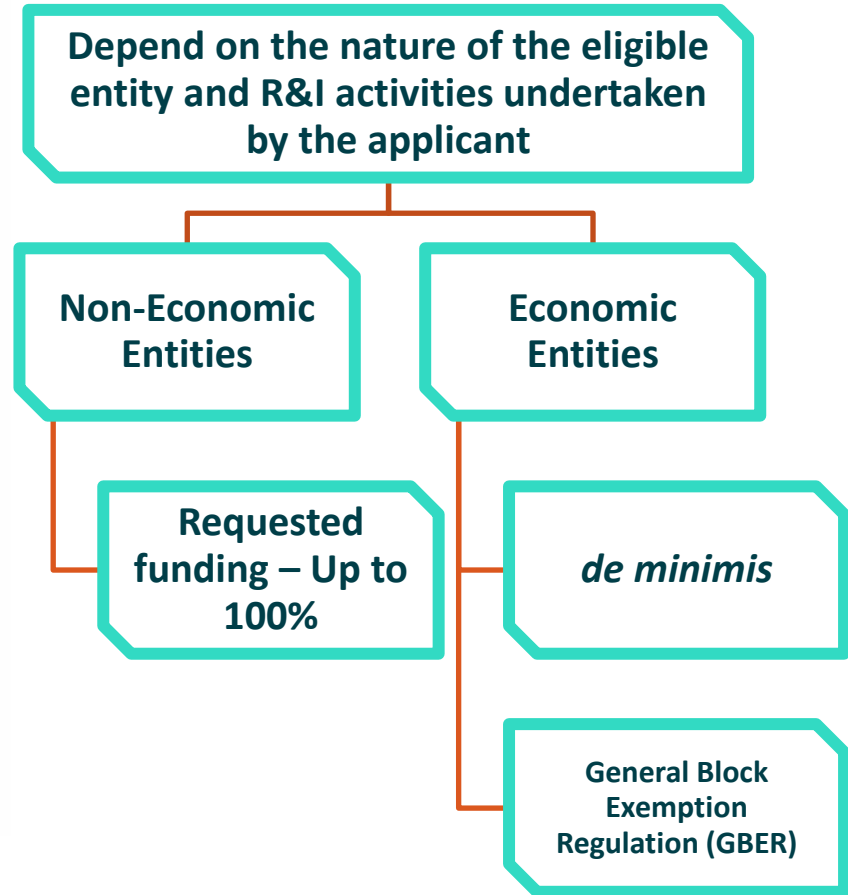 Depend on the nature of the eligible
entity and R&I activities undertaken
by the applicant
Non-Economic
Entities
Economic
Entities
Requested
funding – Up to
100%
de minimis
General Block
Exemption
Regulation (GBER)